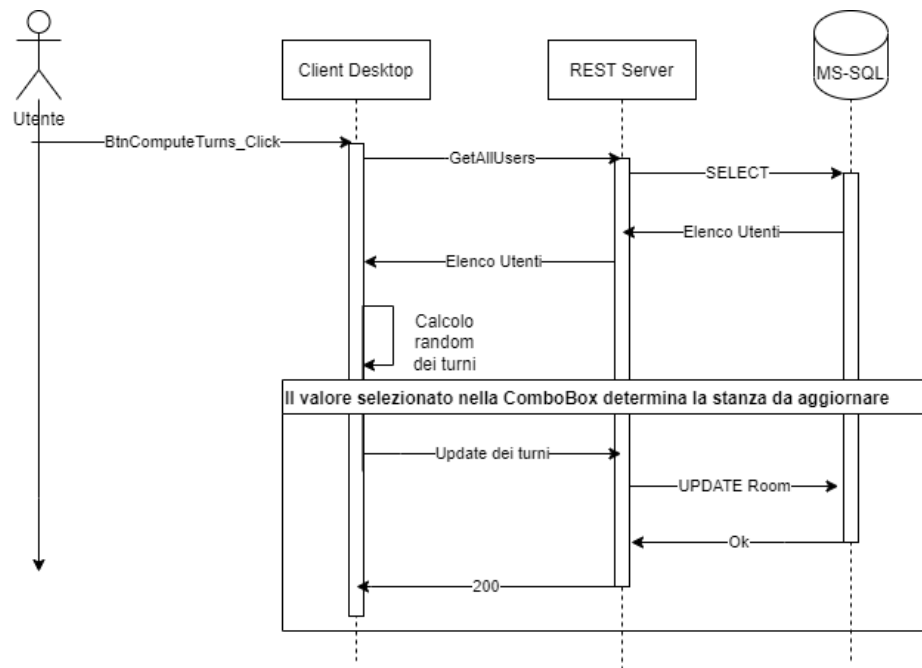 Client Desktop
REST Server
MS-SQL
Utente
BtnComputeTurns_Click
GetAllUsers
SELECT
Elenco Utenti
Elenco Utenti
Calcolo
random
dei turni
Il valore selezionato nella ComboBox determina la stanza da aggiornare
Update dei turni
UPDATE Room
Ok
200